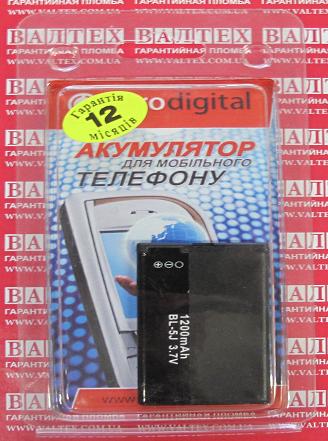 ГАРАНТИЙНАЯ ПЛОМБА
ВАЛТЕХ
WWW.VALTEX.COM.UA
digital
Гарантія
12
місяців
АКУМУЛЯТОР
ДЛЯ МОБІЛЬНОГО
ТЕЛЕФОНУ
1200mAh
BL-5J 3.7V
www.